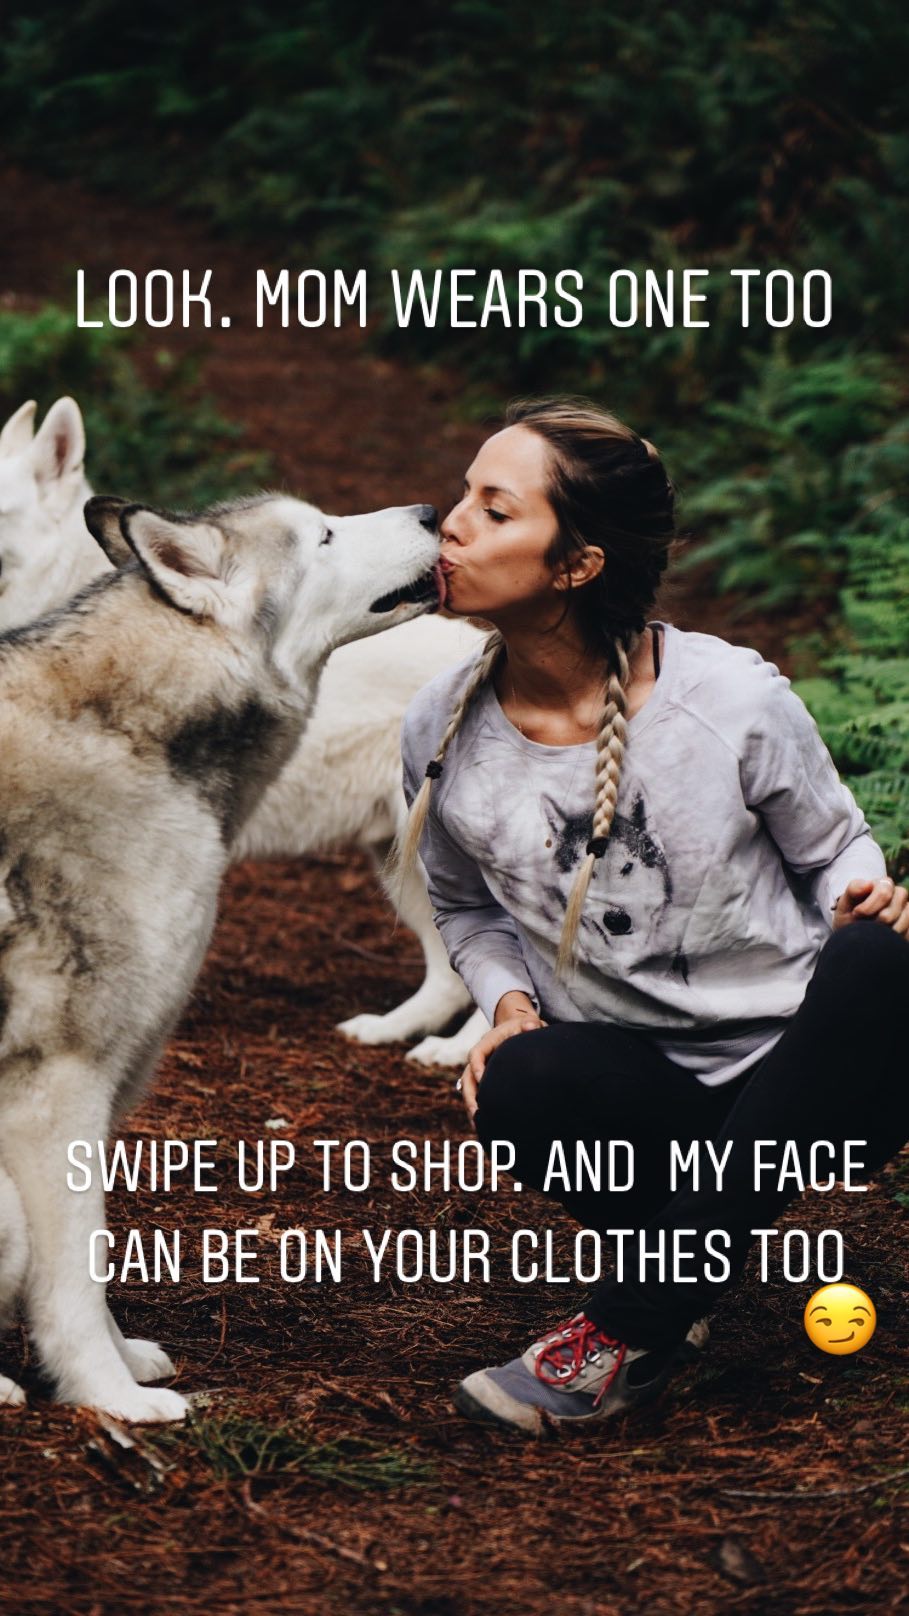 LOOK. MOM WEARS ONE TOO
SWIPE UP TO SHOP. AND MY FACE
CAN BE ON YOUR CLOTHES TOO
😏